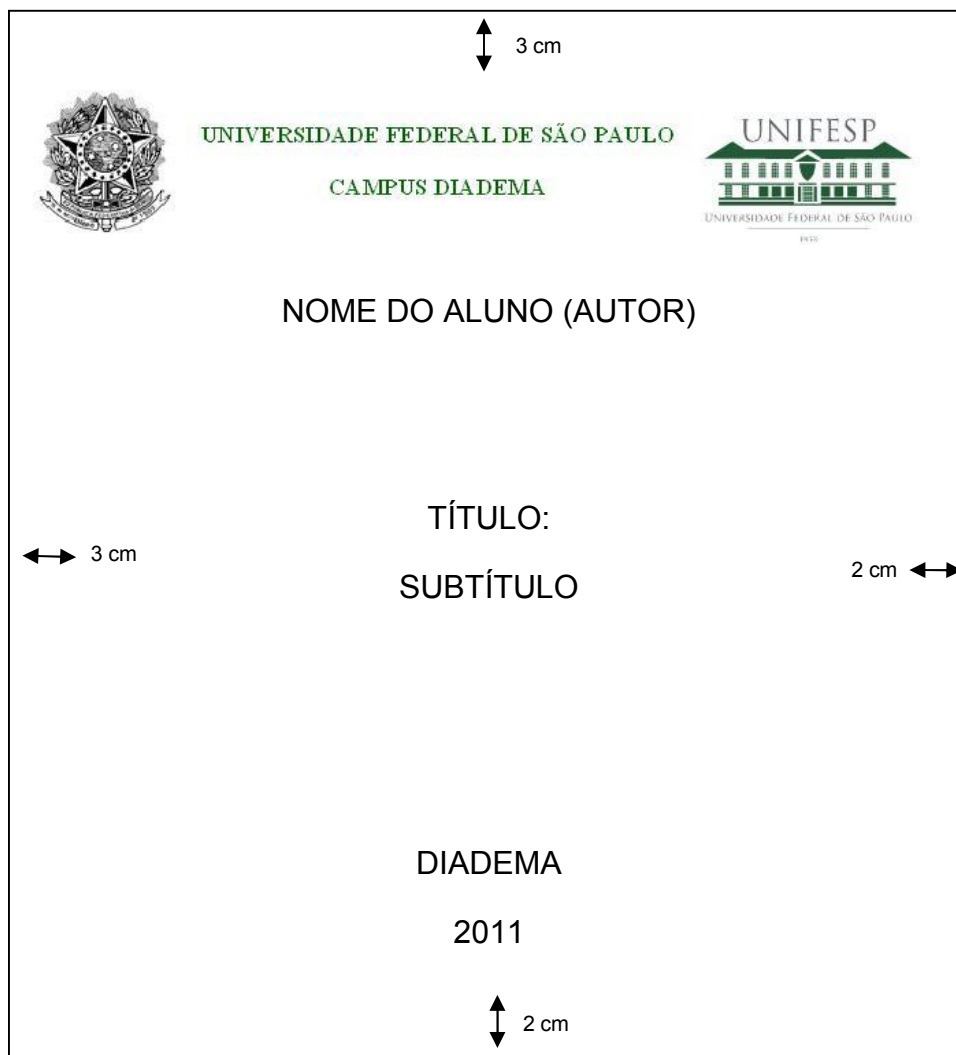 3 cm
UNIVERSIDADE FEDERAL DE SÃO PAULO
CAMPUS DIADEMA
UNIFESP
UNIVERSIDADE FEDERAL DE SÃO PAULO
NOME DO ALUNO (AUTOR)
TÍTULO:
3 cm
2 cm
SUBTÍTULO
DIADEMA
2011
2 cm